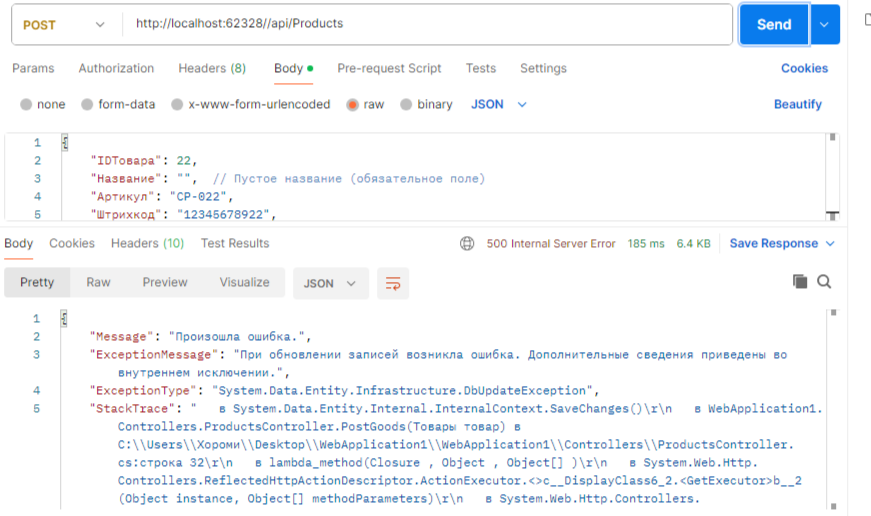 POST http://localhost:62328//api/Products Send
Params Authorization Headers (8) Body Pre-request Script Tests Settings Cookies
none form-data x-www-form-urlencoded raw binary JSON Beautify
1 {
2 "IDТовара": 22,
3 "Название": "", // Пустое название (обязательное поле)
4 "Артикул": "СР-022",
5 "Штрихкод": "12345678922",
Body Cookies Headers (10) Test Results 500 Internal Server Error 185 ms 6.4 KB Save Response
Pretty Raw Preview Visualize JSON
1 {
2 "Message": "Произошла ошибка.",
3 "ExceptionMessage": "При обновлении записей возникла ошибка. Дополнительные сведения приведены во
внутреннем исключении.",
4 "ExceptionType": "System.Data.Entity.Infrastructure.DbUpdateException",
5 "StackTrace": "   в System.Data.Entity.Internal.InternalContext.SaveChanges()\r\n   в WebApplication1.
Controllers.ProductsController.PostGoods(Товары товар) в
C:\\Users\\Хороми\\Desktop\\WebApplication1\\WebApplication1\\Controllers\\ProductsController.
cs:строка 32\r\n   в lambda_method(Closure , Object , Object[] )\r\n   в System.Web.Http.
Controllers.ReflectedHttpActionDescriptor.ActionExecutor.<>c__DisplayClass6_2.<GetExecutor>b__2
(Object instance, Object[] methodParameters)\r\n   в System.Web.Http.Controllers.